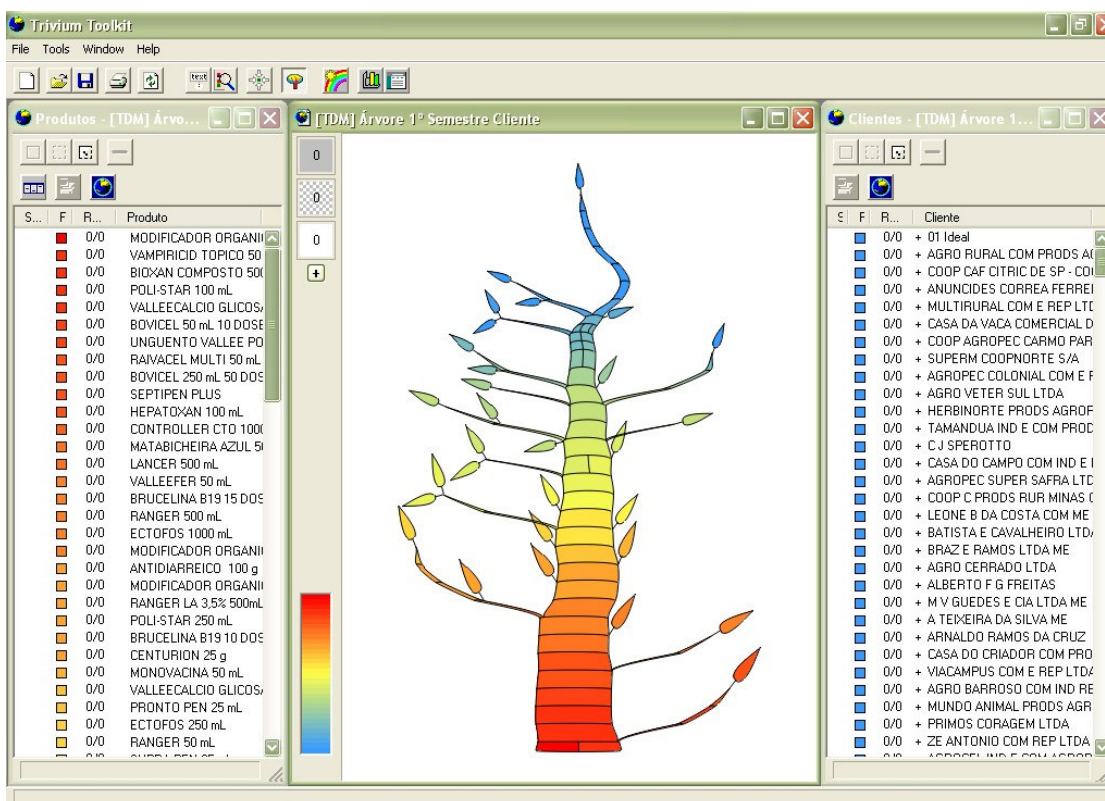 Trivium Toolkit
File Tools Window Help
text
Produtos - [TDM] Árvo...
S... F R... Produto
0/0 MODIFICADOR ORGANI
0/0 VAMPIRICID TOPICO 50
0/0 BIOXAN COMPOSTO 500
0/0 POLI-STAR 100 mL
0/0 VALLEECALCIO GLICOS
0/0 BOVICEL 50 mL 10 DOSE
0/0 UNGUENTO VALLEE PO
0/0 RAIVACEL MULTI 50 mL
0/0 BOVICEL 250 mL 50 DOS
0/0 SEPTIPEN PLUS
0/0 HEPATOXAN 100 mL
0/0 CONTROLLER CTO 1000
0/0 MATABICHEIRA AZUL 50
0/0 LANCER 500 mL
0/0 VALLEEFER 50 mL
0/0 BRUCELINA B19 15 DOS
0/0 RANGER 500 mL
0/0 ECTOFOS 1000 mL
0/0 MODIFICADOR ORGANI
0/0 ANTIDIARREICO 100 g
0/0 MODIFICADOR ORGANI
0/0 RANGER LA 3,5% 500mL
0/0 POLI-STAR 250 mL
0/0 BRUCELINA B19 10 DOS
0/0 CENTURION 25 g
0/0 MONOVACINA 50 mL
0/0 VALLEECALCIO GLICOS
0/0 PRONTO PEN 25 mL
0/0 ECTOFOS 250 mL
0/0 RANGER 50 mL
[TDM] Árvore 1º Semestre Cliente
0
0
0
+
Clientes - [TDM] Árvore 1...
S F R... Cliente
0/0 + 01 Ideal
0/0 + AGRO RURAL COM PRODS AG
0/0 + COOP CAF CITRIC DE SP - CO
0/0 + ANUNCIDES CORREA FERREI
0/0 + MULTIRURAL COM E REP LTD
0/0 + CASA DA VACA COMERCIAL D
0/0 + COOP AGROPEC CARMO PAR
0/0 + SUPERM COOPNORTE S/A
0/0 + AGROPEC COLONIAL COM E F
0/0 + AGRO VETER SUL LTDA
0/0 + HERBINORTE PRODS AGROF
0/0 + TAMANDUA IND E COM PROD
0/0 + C J SPEROTTO
0/0 + CASA DO CAMPO COM IND E I
0/0 + AGROPEC SUPER SAFRA LTD
0/0 + COOP C PRODS RUR MINAS G
0/0 + LEONE B DA COSTA COM ME
0/0 + BATISTA E CAVALHEIRO LTDA
0/0 + BRAZ E RAMOS LTDA ME
0/0 + AGRO CERRADO LTDA
0/0 + ALBERTO F G FREITAS
0/0 + M V GUEDES E CIA LTDA ME
0/0 + A TEIXEIRA DA SILVA ME
0/0 + ARNALDO RAMOS DA CRUZ
0/0 + CASA DO CRIADOR COM PRO
0/0 + VIACAMPUS COM E REP LTDA
0/0 + AGRO BARROSO COM IND RE
0/0 + MUNDO ANIMAL PRODS AGR
0/0 + PRIMOS CORAGEM LTDA
0/0 + ZE ANTONIO COM REP LTDA